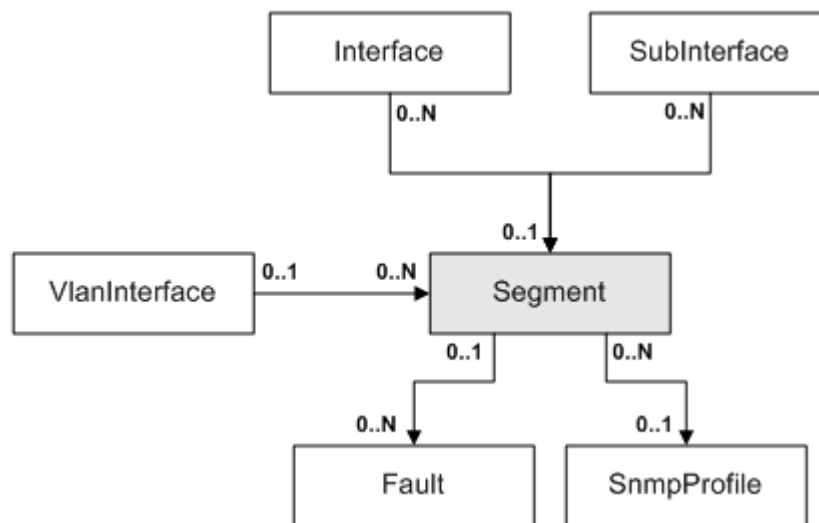 Interface
SubInterface
0..N
0..N
0..1
VlanInterface
0..1
0..N
Segment
0..1
0..N
0..N
0..1
Fault
SnmpProfile